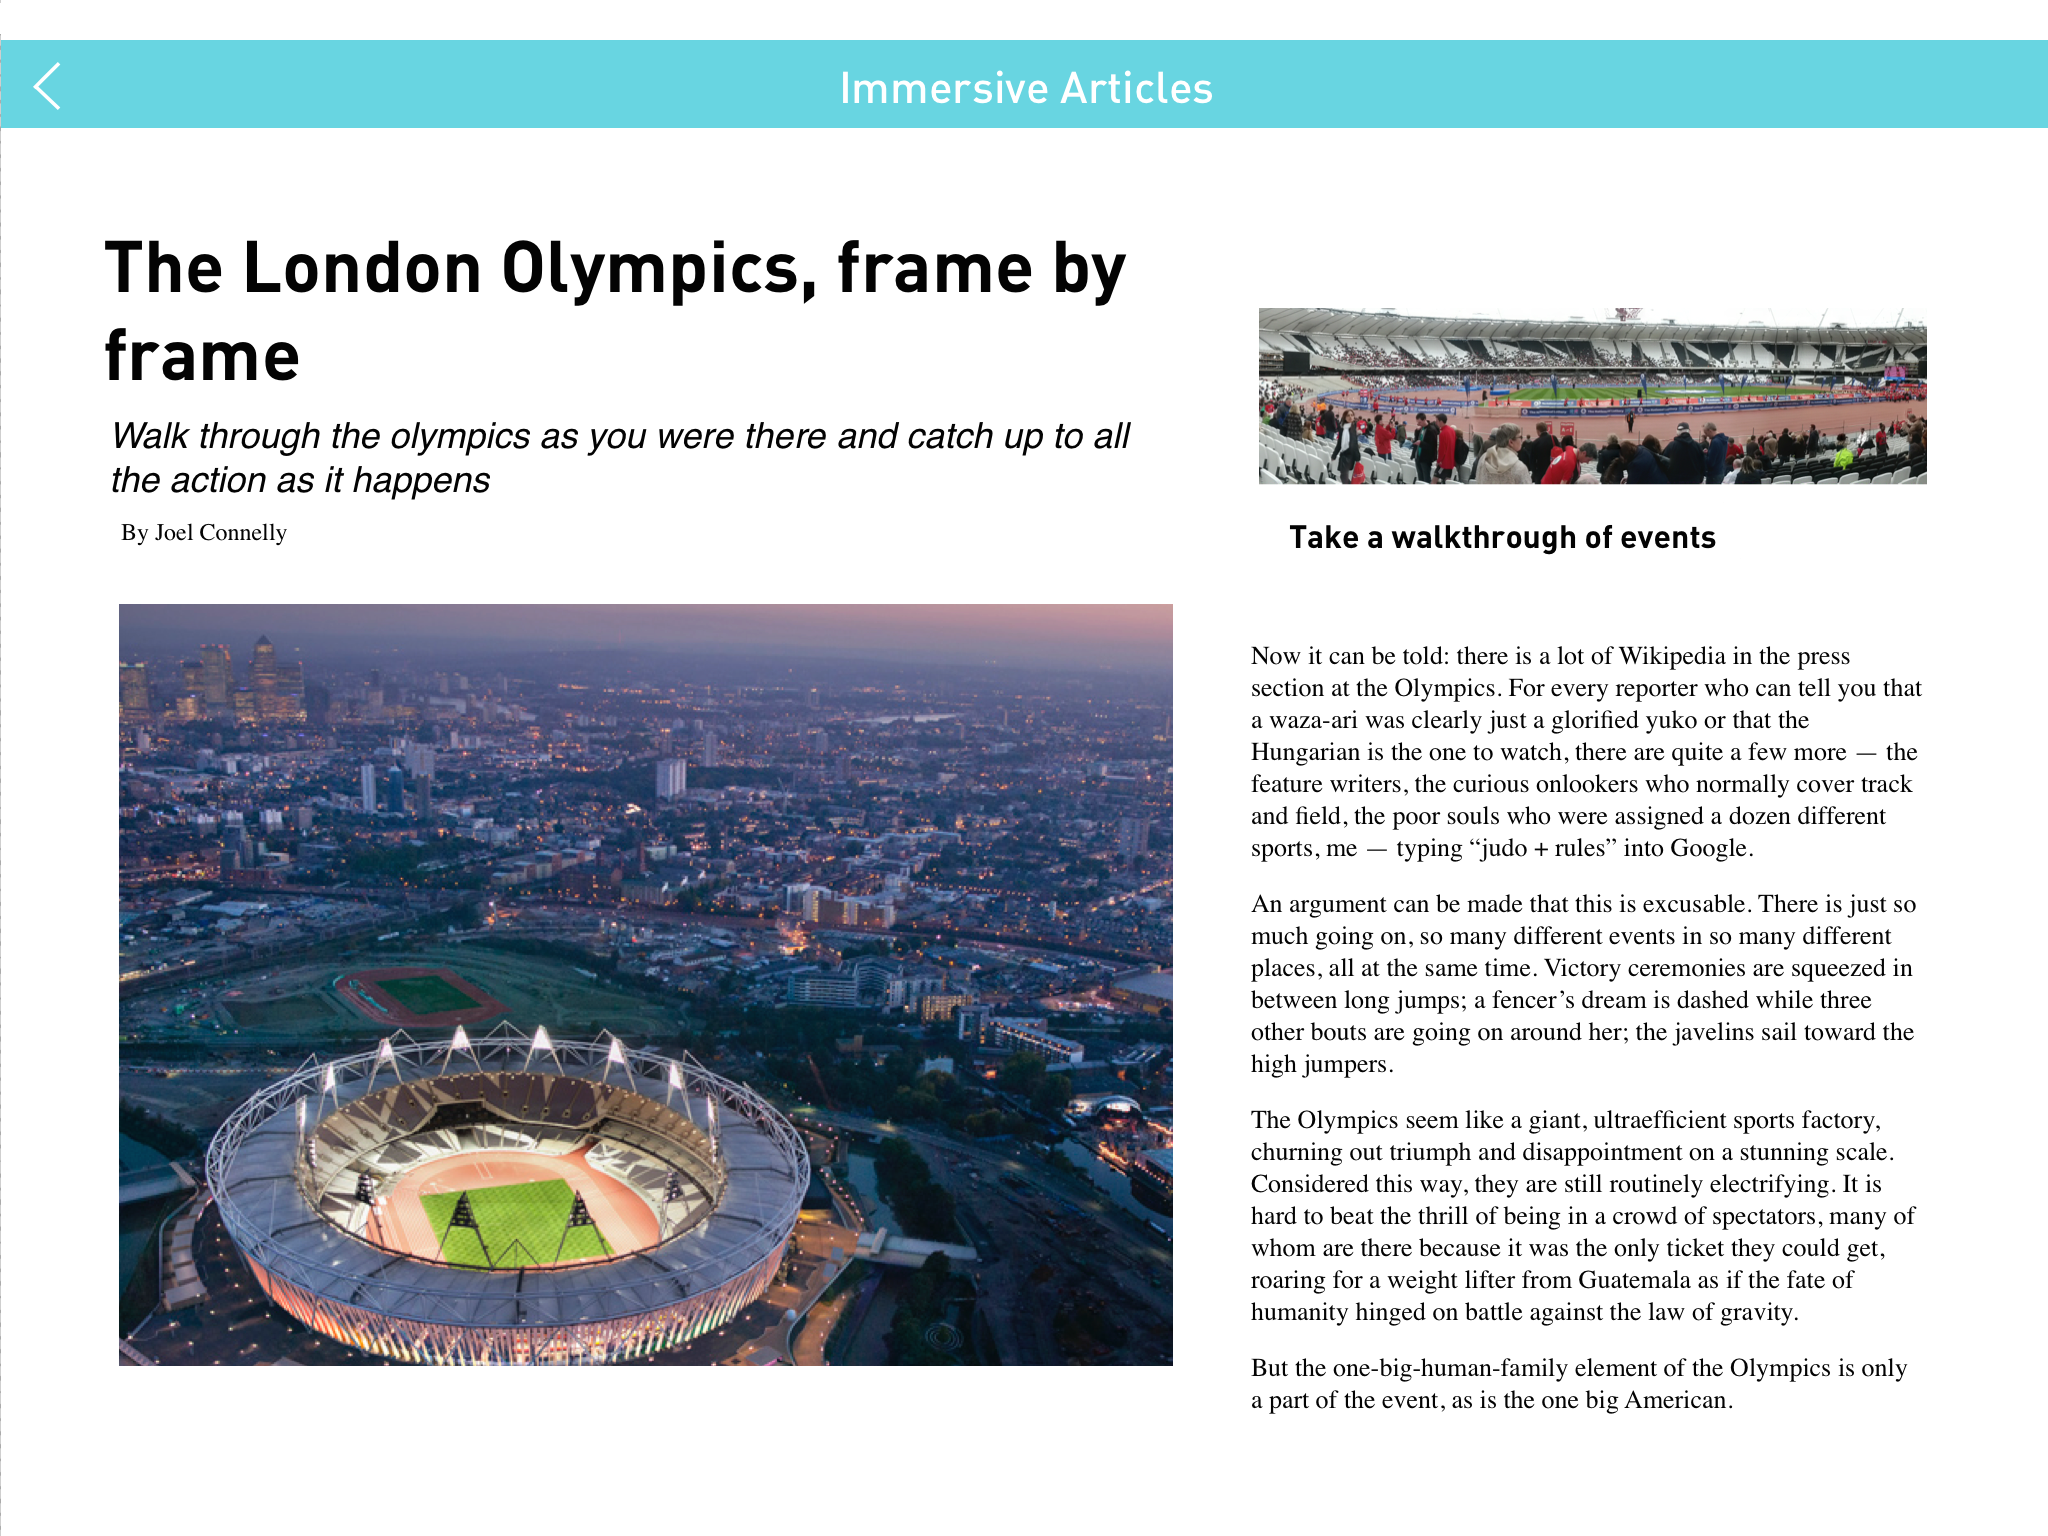 Immersive Articles
The London Olympics, frame by
frame
Walk through the olympics as you were there and catch up to all
the action as it happens
By Joel Connelly
Take a walkthrough of events
Now it can be told: there is a lot of Wikipedia in the press
section at the Olympics. For every reporter who can tell you that
a waza-ari was clearly just a glorified yuko or that the
Hungarian is the one to watch, there are quite a few more — the
feature writers, the curious onlookers who normally cover track
and field, the poor souls who were assigned a dozen different
sports, me — typing “judo + rules” into Google.
An argument can be made that this is excusable. There is just so
much going on, so many different events in so many different
places, all at the same time. Victory ceremonies are squeezed in
between long jumps; a fencer’s dream is dashed while three
other bouts are going on around her; the javelins sail toward the
high jumpers.
The Olympics seem like a giant, ultraefficient sports factory,
churning out triumph and disappointment on a stunning scale.
Considered this way, they are still routinely electrifying. It is
hard to beat the thrill of being in a crowd of spectators, many of
whom are there because it was the only ticket they could get,
roaring for a weight lifter from Guatemala as if the fate of
humanity hinged on battle against the law of gravity.
But the one-big-human-family element of the Olympics is only
a part of the event, as is the one big American.